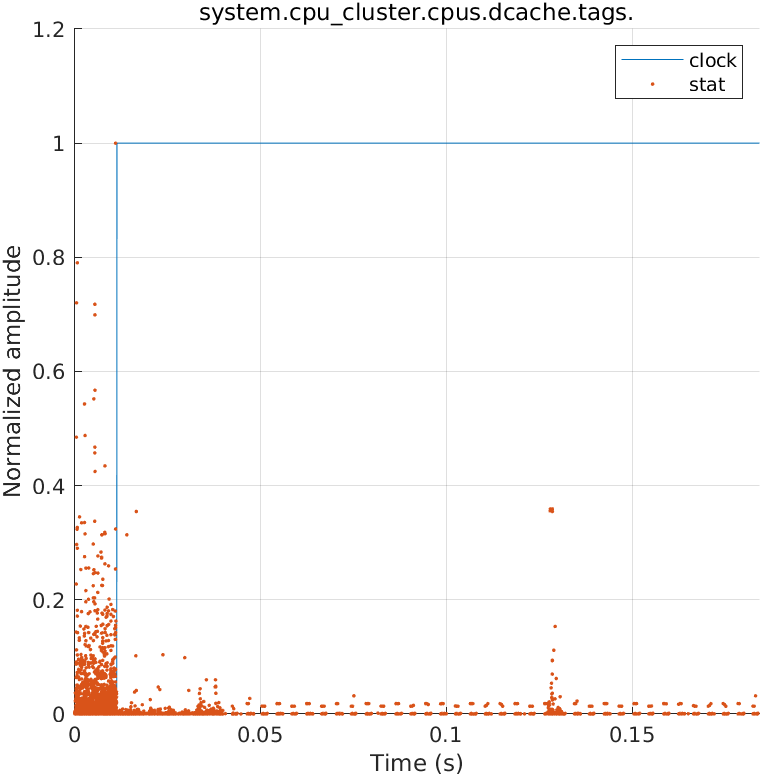 system.cpu_cluster.cpus.dcache.tags.
1.2
clock
stat
1
0.8
Normalized amplitude
0.6
0.4
0.2
0
0
0.05
0.1
0.15
Time (s)